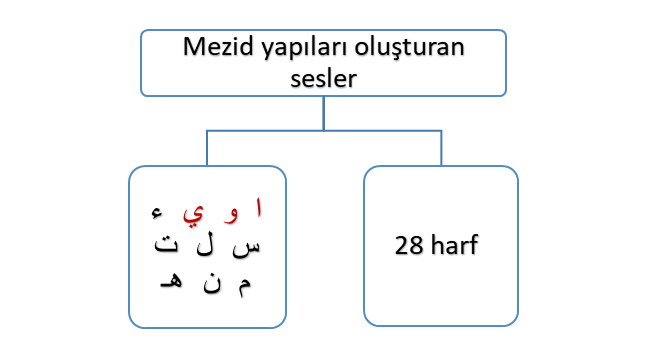 Mezid yapıları oluşturan
sesler
ا و ي ء
س ل ت
م ن هـ
28 harf